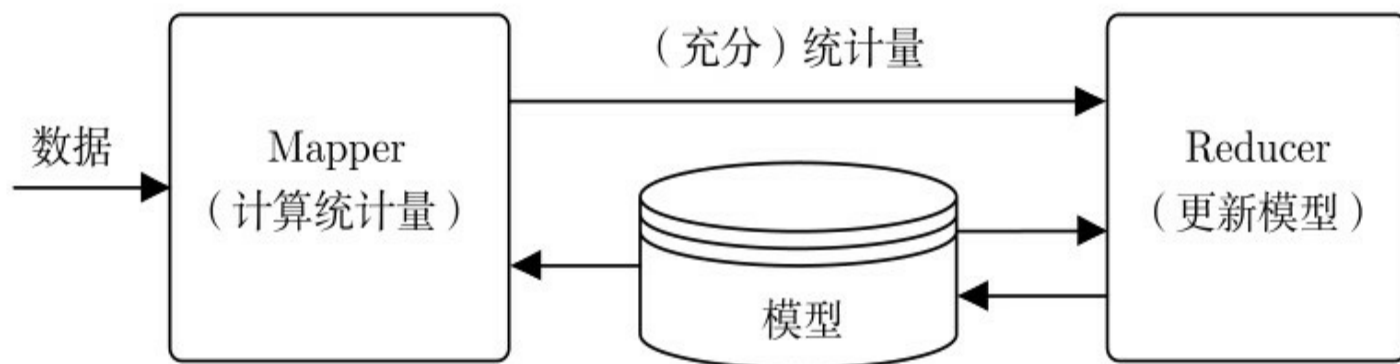 （充分）统计量
数据
Mapper
（计算统计量）
Reducer
（更新模型）
模型